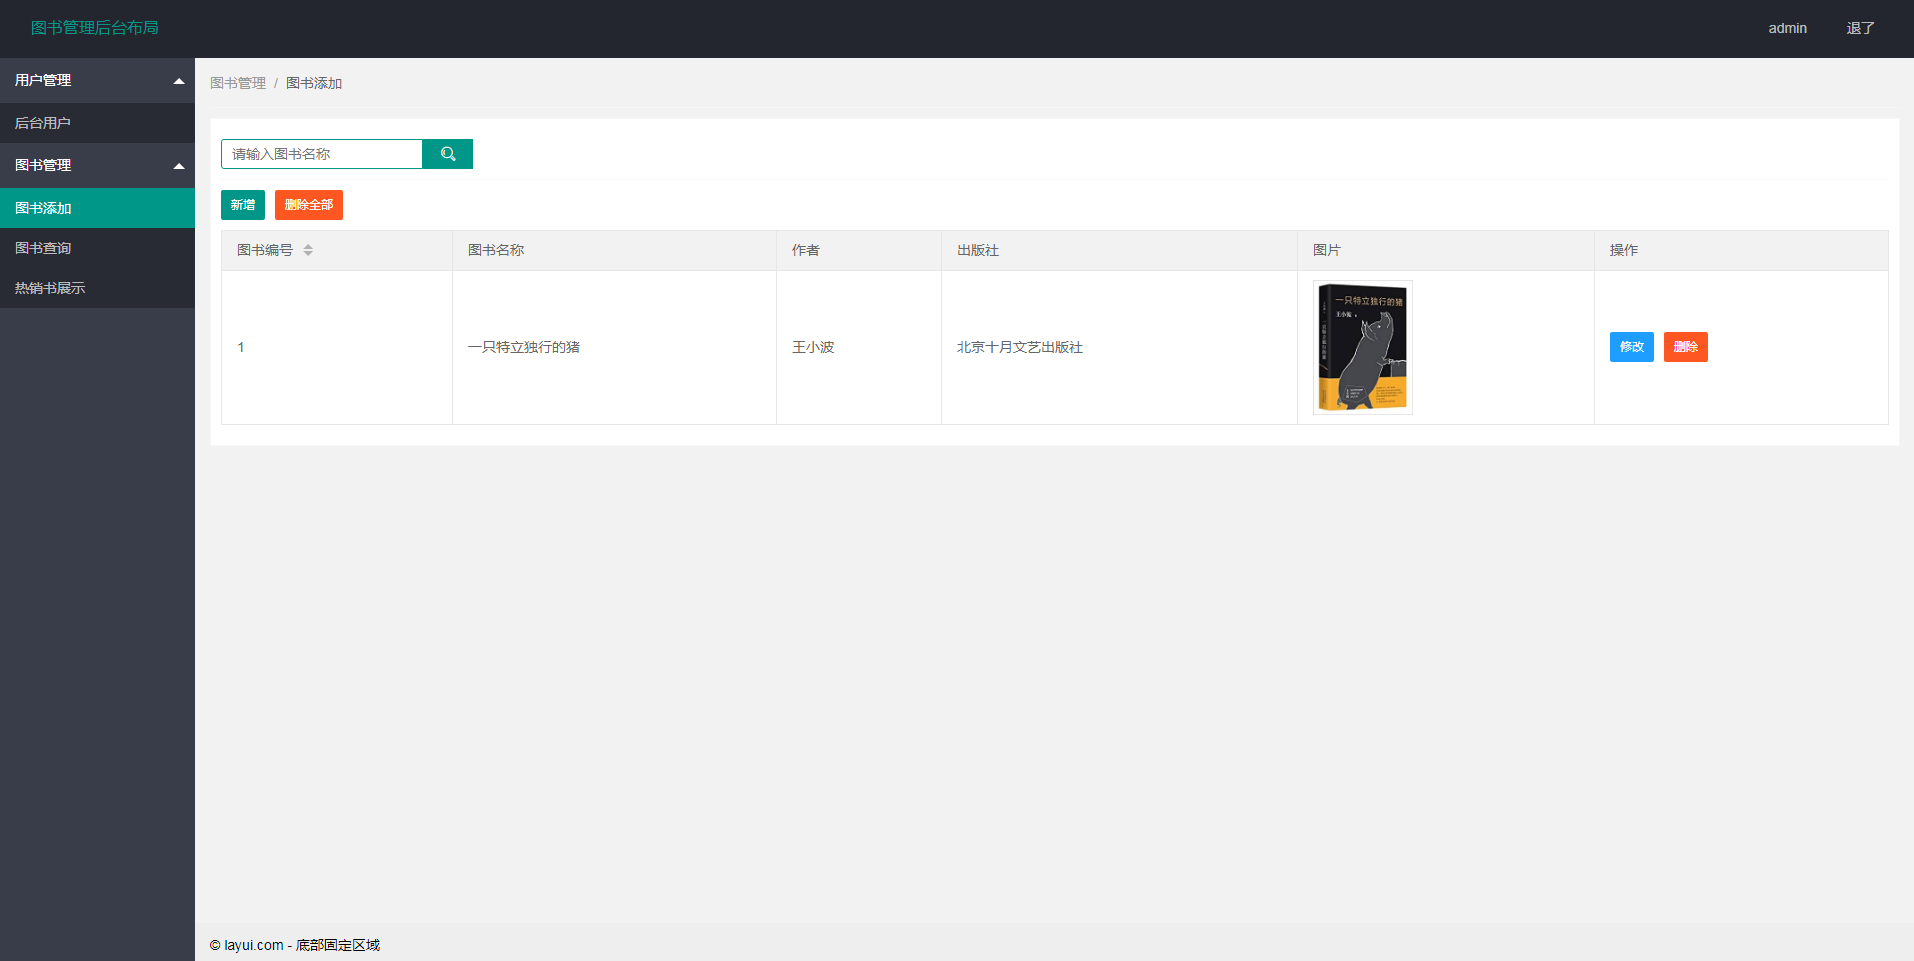 图书管理后台布局
admin 退了
用户管理
后台用户
图书管理
图书添加
图书查询
热销书展示
图书管理 / 图书添加
请输入图书名称
新增 删除全部
图书编号 图书名称 作者 出版社 图片 操作
1 一只特立独行的猪 王小波 北京十月文艺出版社 修改 删除
一只特立独行的猪
王小波
© layui.com - 底部固定区域